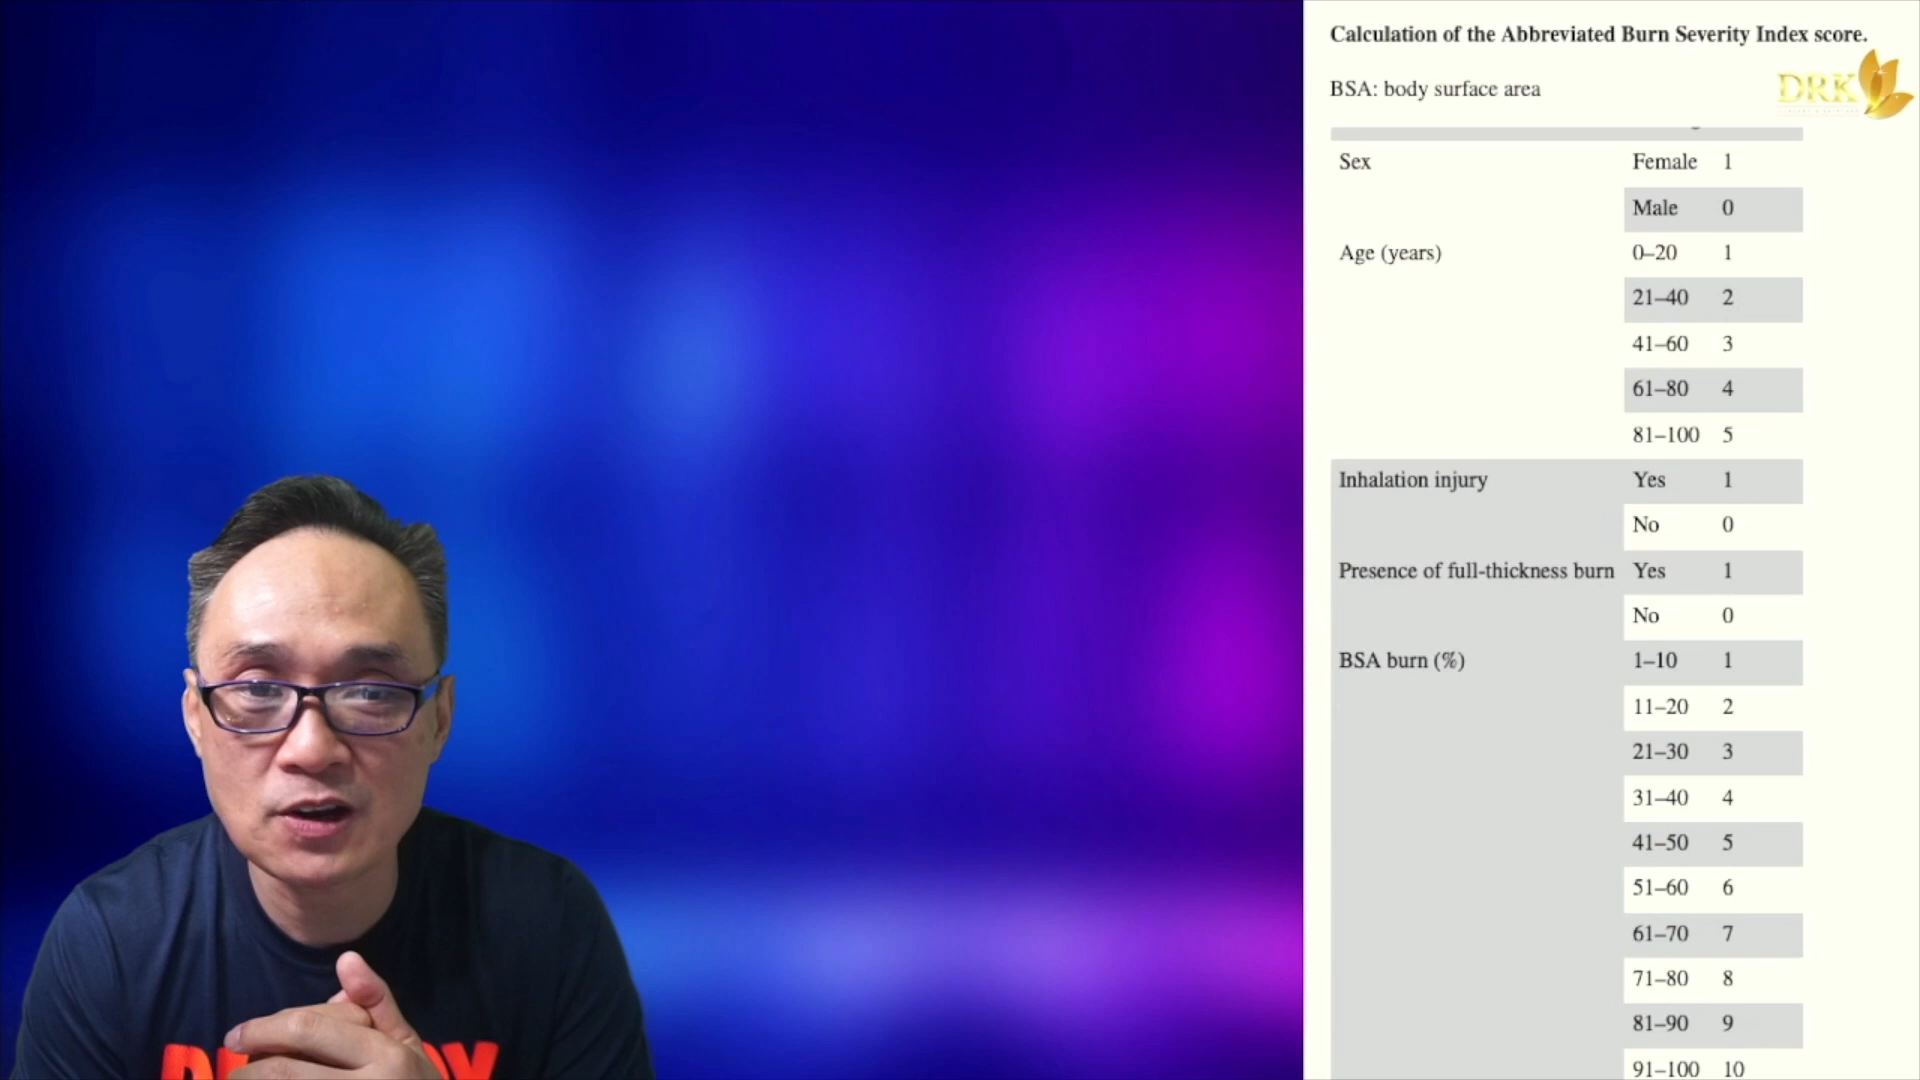 Calculation of the Abbreviated Burn Severity Index score.
DRK
BSA: body surface area
Sex Female 1
Male 0
Age (years) 0–20 1
21–40 2
41–60 3
61–80 4
81–100 5
Inhalation injury Yes 1
No 0
Presence of full-thickness burn Yes 1
No 0
BSA burn (%) 1–10 1
11–20 2
21–30 3
31–40 4
41–50 5
51–60 6
61–70 7
71–80 8
81–90 9
91–100 10